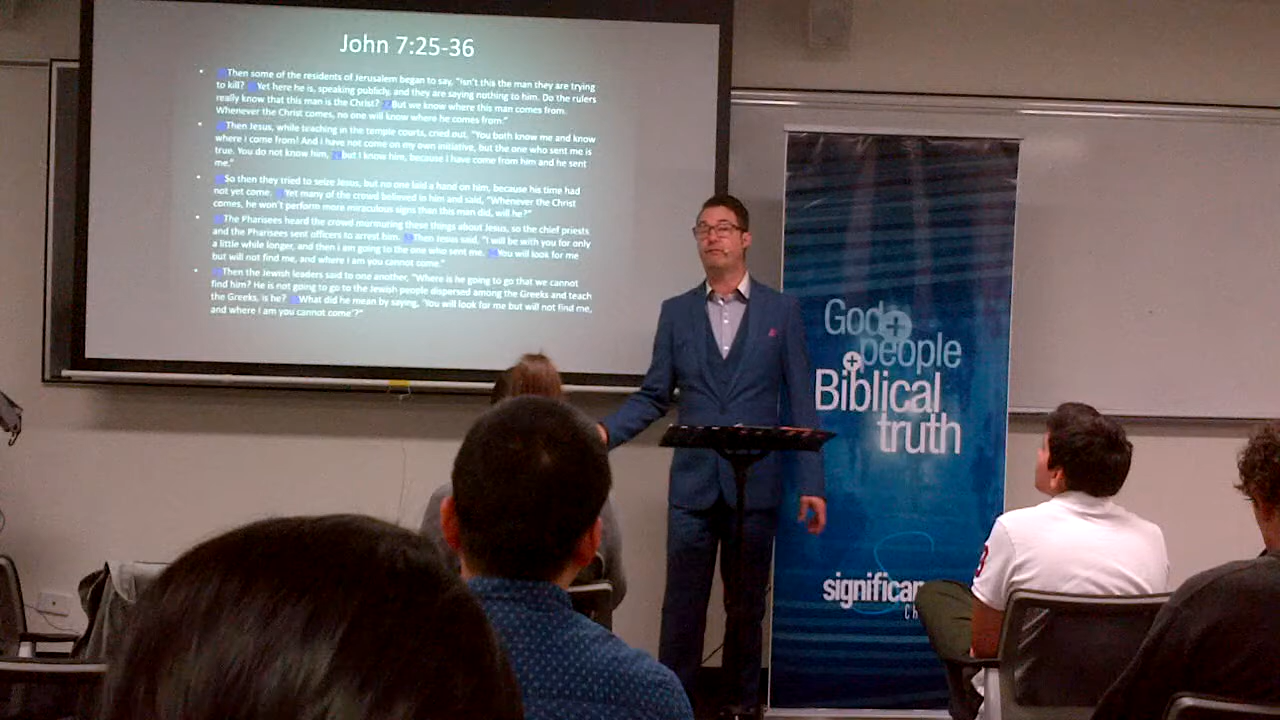 John 7:25-36
• Then some of the residents of Jerusalem began to say, "Isn't this the man they are trying
to kill? Yet here he is, speaking publicly, and they are saying nothing to him. Do the rulers
really know that this man is the Christ? 27But we know where this man comes from.
Whenever the Christ comes, no one will know where he comes from."
• Then Jesus, while teaching in the temple courts, cried out, "You both know me and know
where I come from! And I have not come on my own initiative, but the one who sent me is
true. You do not know him, 29but I know him, because I have come from him and he sent
me."
• So then they tried to seize Jesus, but no one laid a hand on him, because his time had
not yet come. Yet many of the crowd believed in him and said, "Whenever the Christ
comes, he won't perform more miraculous signs than this man did, will he?"
• The Pharisees heard the crowd murmuring these things about Jesus, so the chief priests
and the Pharisees sent officers to arrest him. Then Jesus said, "I will be with you for only
a little while longer, and then I am going to the one who sent me. You will look for me
but will not find me, and where I am you cannot come."
• Then the Jewish leaders said to one another, "Where is he going to go that we cannot
find him? He is not going to go to the Jewish people dispersed among the Greeks and teach
the Greeks, is he? What did he mean by saying, 'You will look for me but will not find me,
and where I am you cannot come'?"
God+
+people
Biblical
truth
significan
CH
3